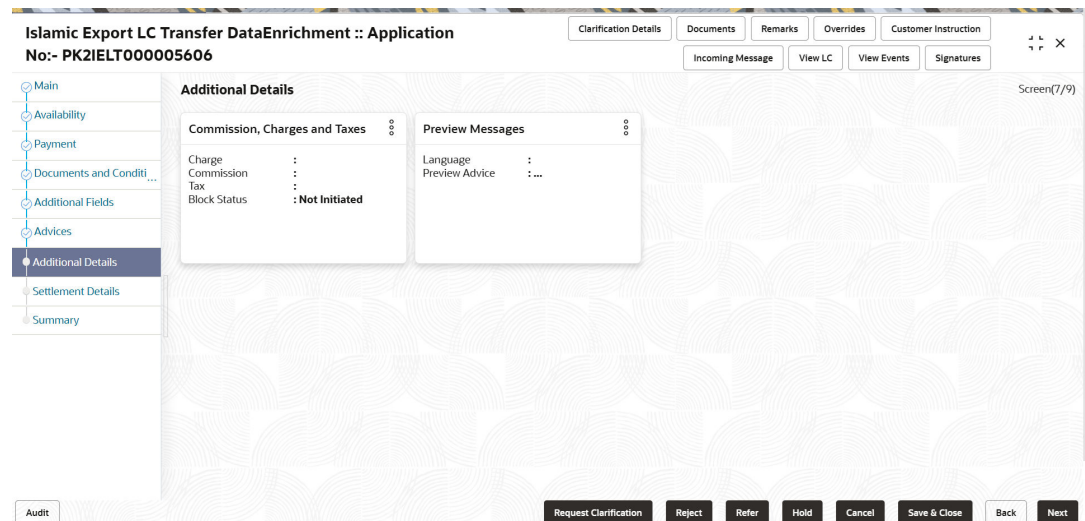 Islamic Export LC Transfer DataEnrichment :: Application
No:- PK2IELT000005606
Clarification Details
Documents
Remarks
Overrides
Customer Instruction
Incoming Message
View LC
View Events
Signatures
Main
Availability
Payment
Documents and Conditi...
Additional Fields
Advices
Additional Details
Settlement Details
Summary
Additional Details
Screen(7/9)
Commission, Charges and Taxes
Charge :
Commission :
Tax :
Block Status : Not Initiated
Preview Messages
Language :
Preview Advice : ...
Audit
Request Clarification
Reject
Refer
Hold
Cancel
Save & Close
Back
Next